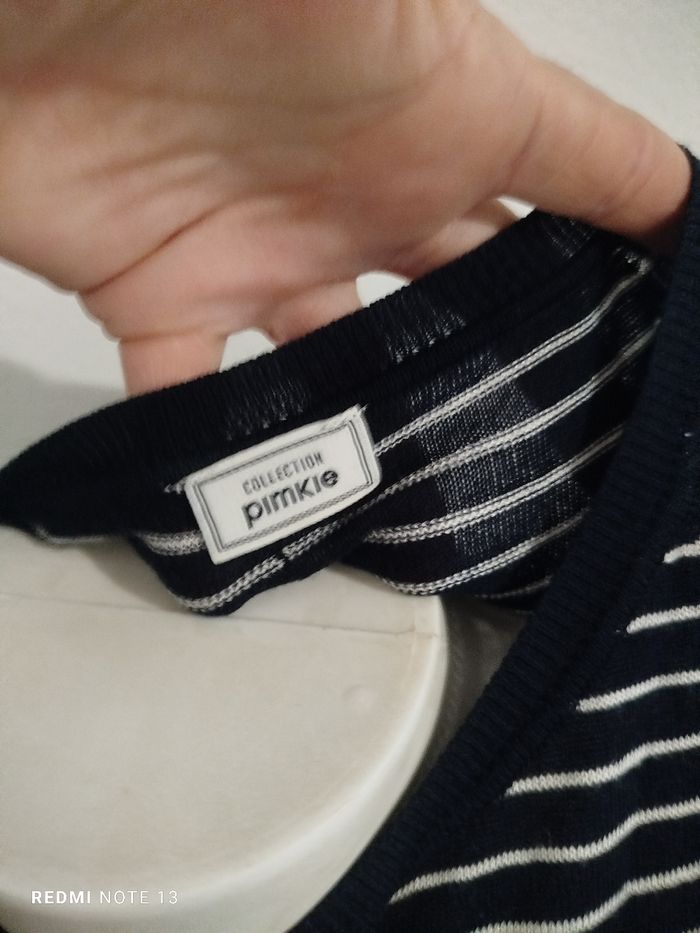 COLLECTION
pimkie
REDMI NOTE 13